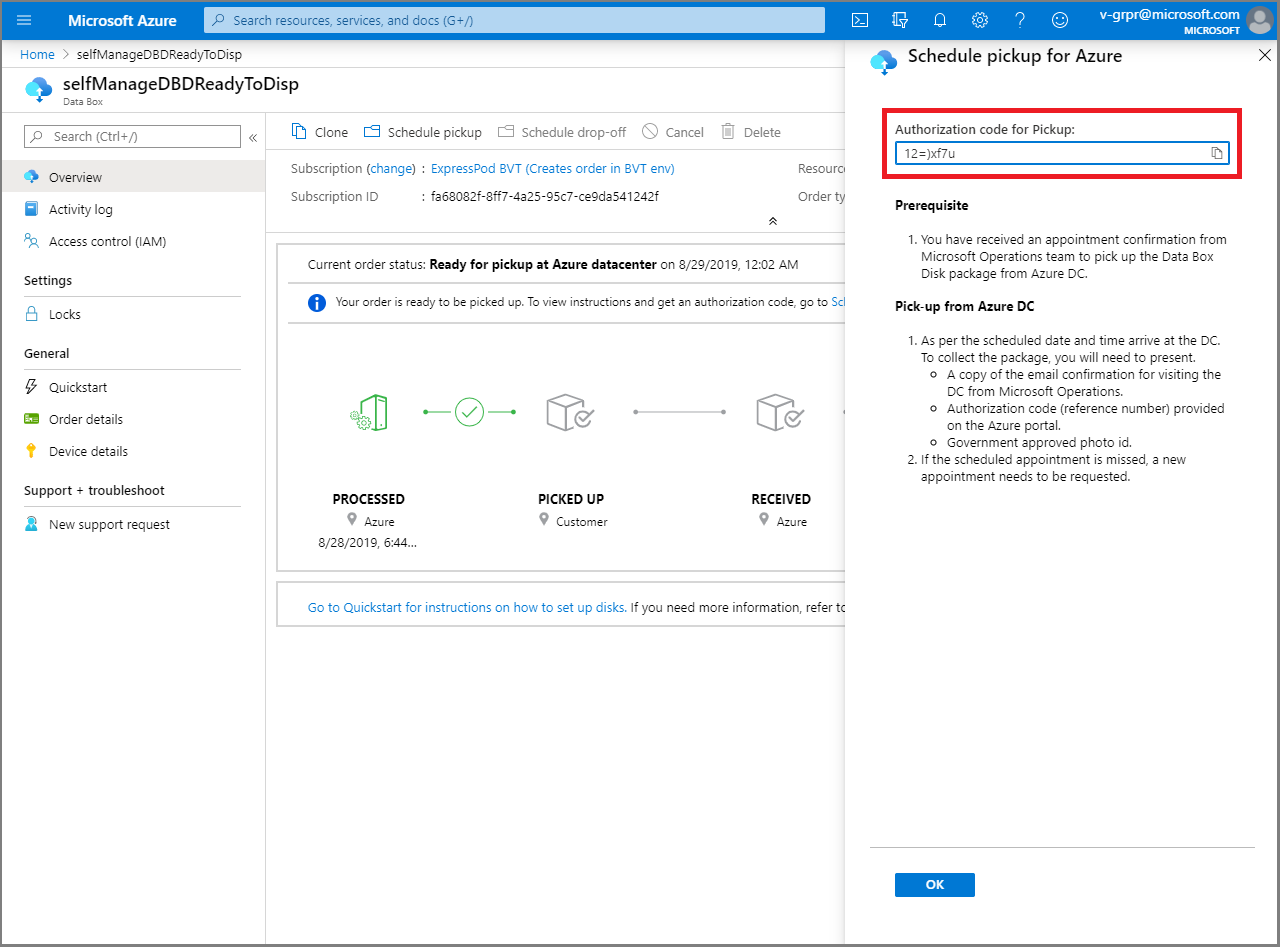 Microsoft Azure
Search resources, services, and docs (G+/)
v-grpr@microsoft.com
MICROSOFT
Home > selfManageDBDReadyToDisp
selfManageDBDReadyToDisp
Data Box
Search (Ctrl+/)
«
Overview
Activity log
Access control (IAM)
Settings
Locks
General
Quickstart
Order details
Device details
Support + troubleshoot
New support request
Clone
Schedule pickup
Schedule drop-off
Cancel
Delete
Subscription (change) : ExpressPod BVT (Creates order in BVT env)
Resourc
Subscription ID : fa68082f-8ff7-4a25-95c7-ce9da541242f
Order ty
Current order status: Ready for pickup at Azure datacenter on 8/29/2019, 12:02 AM
Your order is ready to be picked up. To view instructions and get an authorization code, go to Scl
PROCESSED
Azure
8/28/2019, 6:44...
PICKED UP
Customer
RECEIVED
Azure
Go to Quickstart for instructions on how to set up disks. If you need more information, refer to
Schedule pickup for Azure
Authorization code for Pickup:
12=)xf7u
Prerequisite
1. You have received an appointment confirmation from
Microsoft Operations team to pick up the Data Box
Disk package from Azure DC.
Pick-up from Azure DC
1. As per the scheduled date and time arrive at the DC.
To collect the package, you will need to present.
A copy of the email confirmation for visiting the
DC from Microsoft Operations.
Authorization code (reference number) provided
on the Azure portal.
Government approved photo id.
2. If the scheduled appointment is missed, a new
appointment needs to be requested.
OK